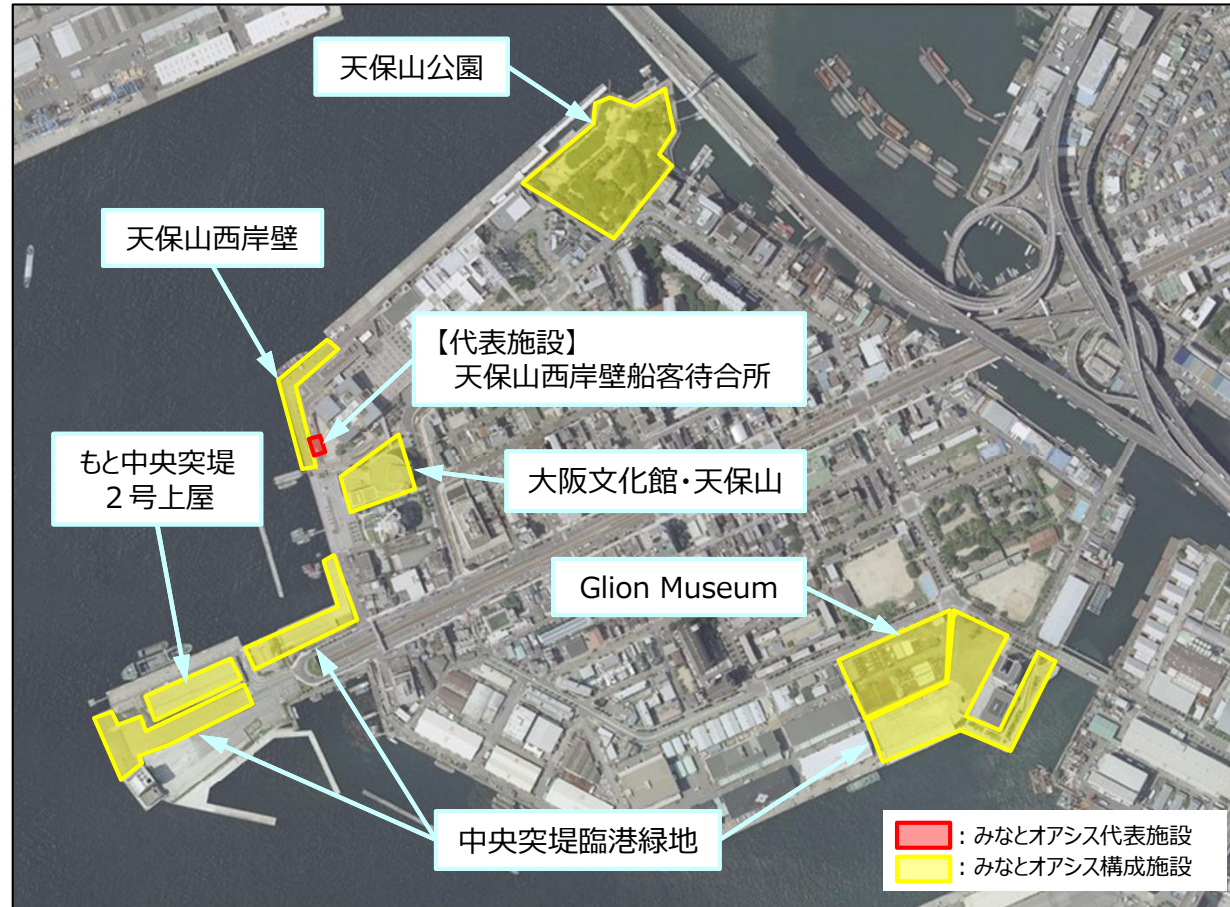 天保山公園
天保山西岸壁
【代表施設】
天保山西岸壁船客待合所
もと中央突堤
２号上屋
大阪文化館・天保山
Glion Museum
中央突堤臨港緑地
：みなとオアシス代表施設
：みなとオアシス構成施設